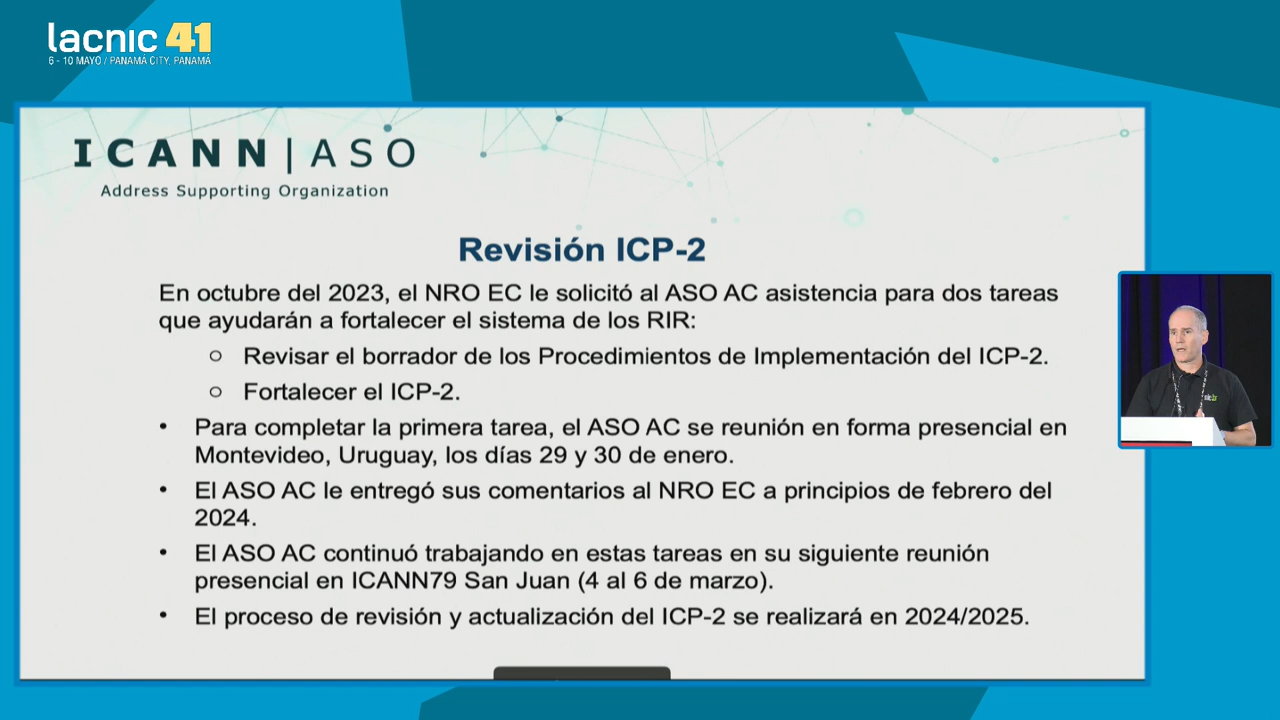 lacnic 41
6 - 10 MAYO / PANAMÁ CITY, PANAMÁ
ICANN | ASO
Address Supporting Organization
Revisión ICP-2
En octubre del 2023, el NRO EC le solicitó al ASO AC asistencia para dos tareas
que ayudarán a fortalecer el sistema de los RIR:
○ Revisar el borrador de los Procedimientos de Implementación del ICP-2.
○ Fortalecer el ICP-2.
• Para completar la primera tarea, el ASO AC se reunión en forma presencial en
Montevideo, Uruguay, los días 29 y 30 de enero.
• El ASO AC le entregó sus comentarios al NRO EC a principios de febrero del
2024.
• El ASO AC continuó trabajando en estas tareas en su siguiente reunión
presencial en ICANN79 San Juan (4 al 6 de marzo).
• El proceso de revisión y actualización del ICP-2 se realizará en 2024/2025.